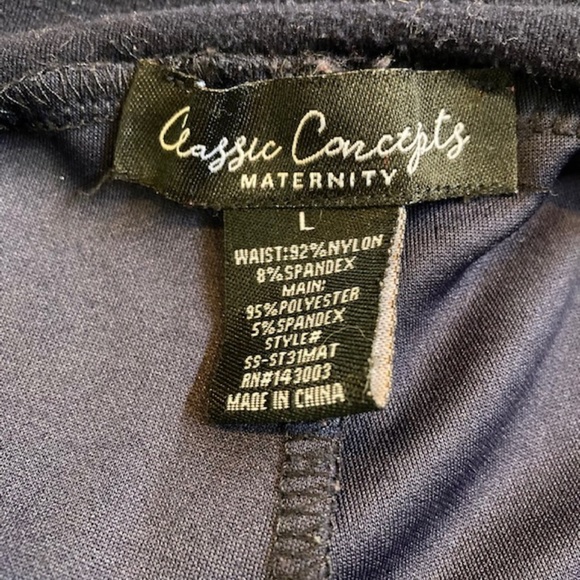 Classic Concepts
MATERNITY
L
WAIST:92%NYLON
8%SPANDEX
MAIN:
95%POLYESTER
5%SPANDEX
STYLE#
SS-ST31MAT
RN#143003
MADE IN CHINA